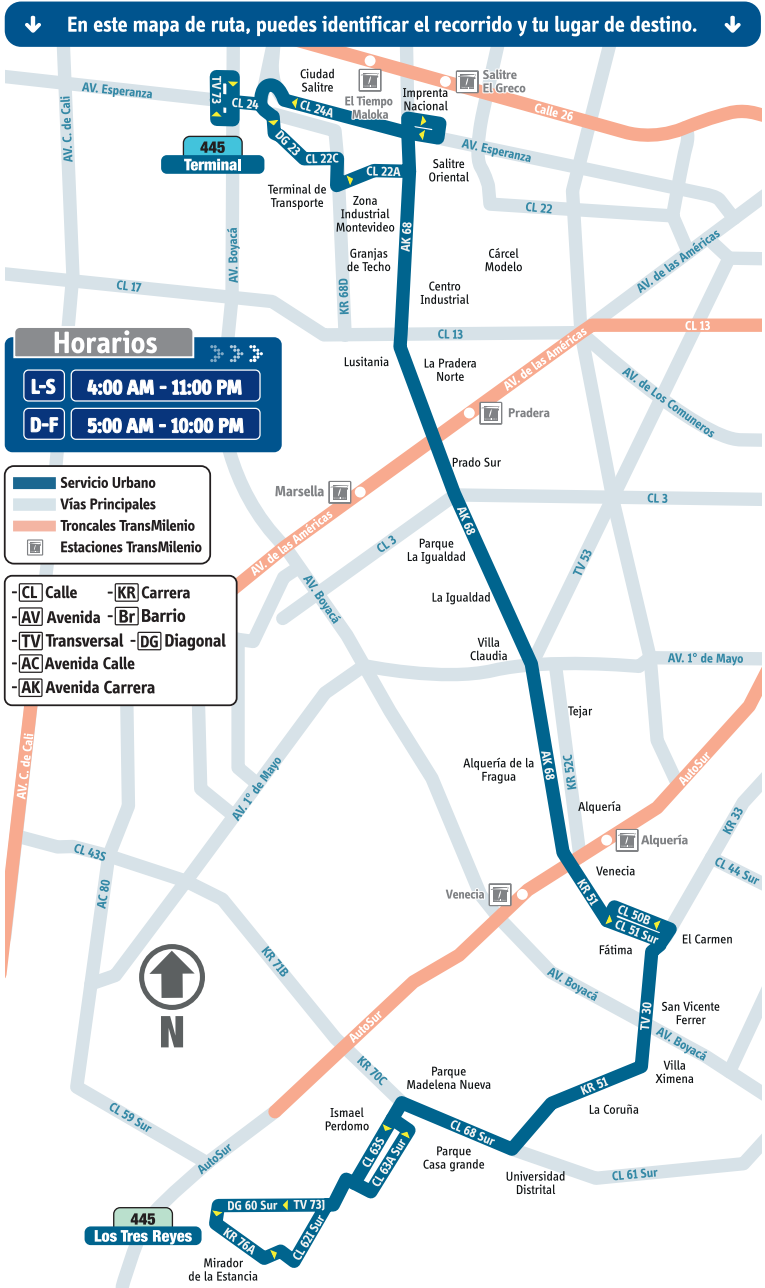 En este mapa de ruta, puedes identificar el recorrido y tu lugar de destino.
AV. Esperanza
AV. C. de Cali
TV 73
CL 24
Ciudad
Salitre
CL 24A
El Tiempo
Maloka
Salitre
El Greco
Imprenta
Nacional
Calle 26
AV. Esperanza
445
Terminal
DG 23
CL 22C
CL 22A
Salitre
Oriental
Terminal de
Transporte
Zona
Industrial
Montevideo
CL 22
AK 68
AV. Boyacá
Granjas
de Techo
Cárcel
Modelo
AV. de las Américas
CL 17
KR 68D
Centro
Industrial
CL 13
CL 13
Horarios
L-S
4:00 AM - 11:00 PM
D-F
5:00 AM - 10:00 PM
Lusitania
La Pradera
Norte
AV. de las Américas
AV. de Los Comuneros
Pradera
Servicio Urbano
Vías Principales
Troncales TransMilenio
Estaciones TransMilenio
Prado Sur
Marsella
CL 3
AK 68
AV. de las Américas
CL 3
Parque
La Igualdad
TV 53
-CL Calle
-KR Carrera
-AV Avenida
-Br Barrio
-TV Transversal
-DG Diagonal
-AC Avenida Calle
-AK Avenida Carrera
AV. Boyacá
La Igualdad
Villa
Claudia
AV. 1° de Mayo
Tejar
AV. C. de Cali
Alquería de la
Fragua
AK 68
KR 52C
AutoSur
AV. 1° de Mayo
Alquería
KR 33
CL 43S
Alquería
Venecia
CL 44 Sur
AC 80
Venecia
KR 51
CL 50B
CL 51 Sur
Fátima
El Carmen
KR 71B
AV. Boyacá
N
San Vicente
Ferrer
TV 30
AutoSur
AV. Boyacá
KR 70C
Parque
Madelena Nueva
Villa
Ximena
KR 51
La Coruña
CL 59 Sur
Ismael
Perdomo
CL 68 Sur
AutoSur
CL 63S
CL 63A Sur
Parque
Casa grande
Universidad
Distrital
CL 61 Sur
445
Los Tres Reyes
DG 60 Sur
TV 73J
KR 76A
CL 62I Sur
Mirador
de la Estancia